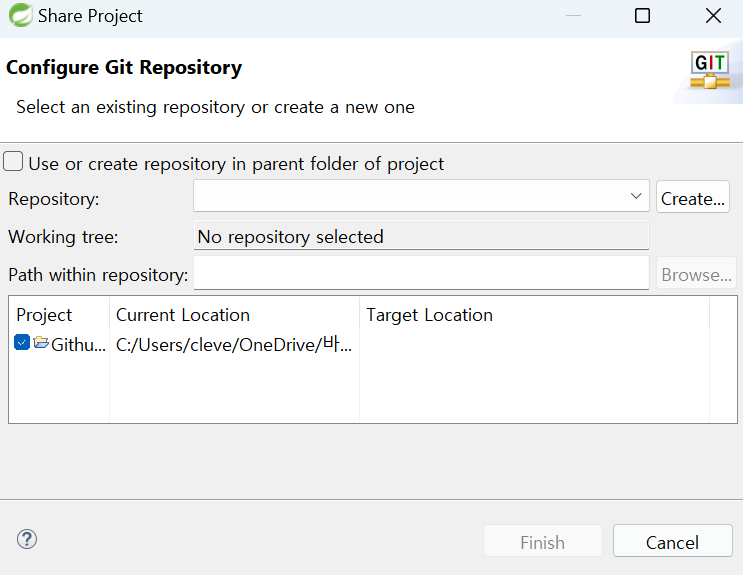 Share Project
Configure Git Repository
GIT
Select an existing repository or create a new one
Use or create repository in parent folder of project
Repository: Create...
Working tree: No repository selected
Path within repository: Browse...
Project Current Location Target Location
Githu... C:/Users/cleve/OneDrive/바...
? Finish Cancel